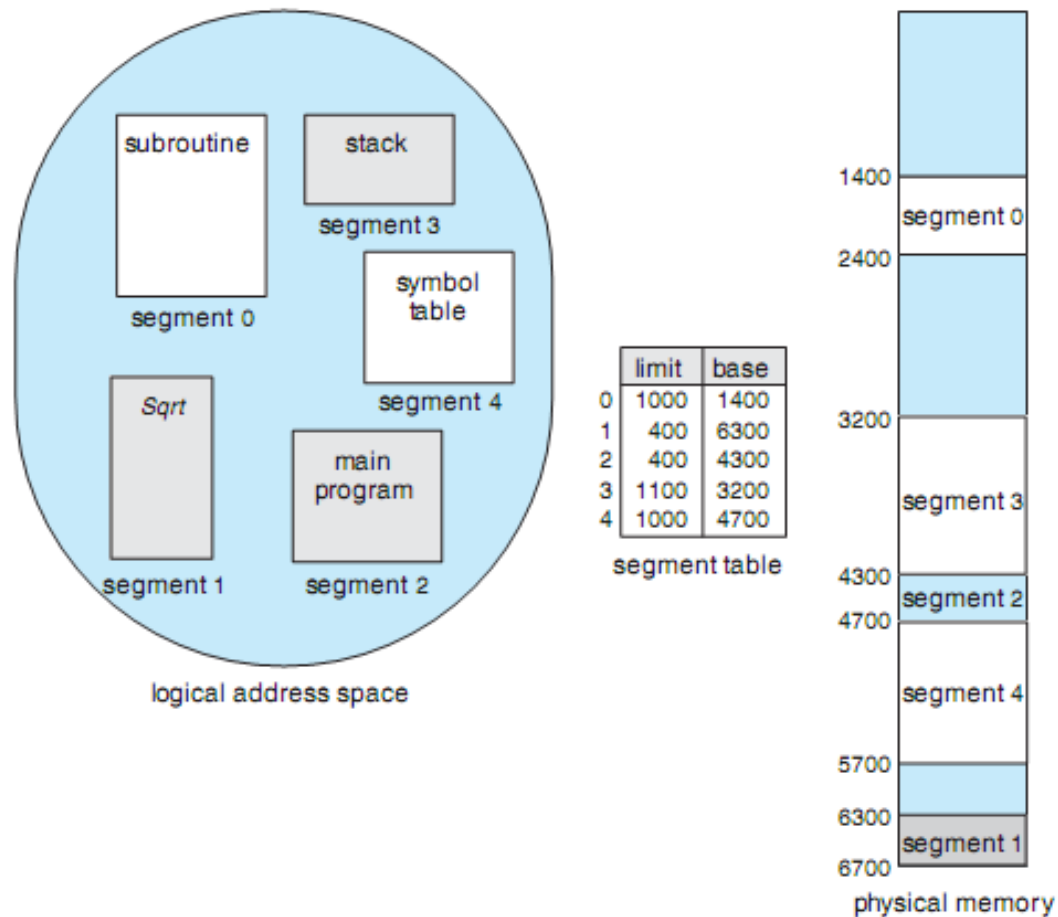 subroutine
segment 0
stack
segment 3
symbol
table
segment 4
Sqrt
segment 1
main
program
segment 2
logical address space
limit base
0 1000 1400
1 400 6300
2 400 4300
3 1100 3200
4 1000 4700
segment table
1400
segment 0
2400
3200
segment 3
4300
segment 2
4700
segment 4
5700
6300
segment 1
6700
physical memory